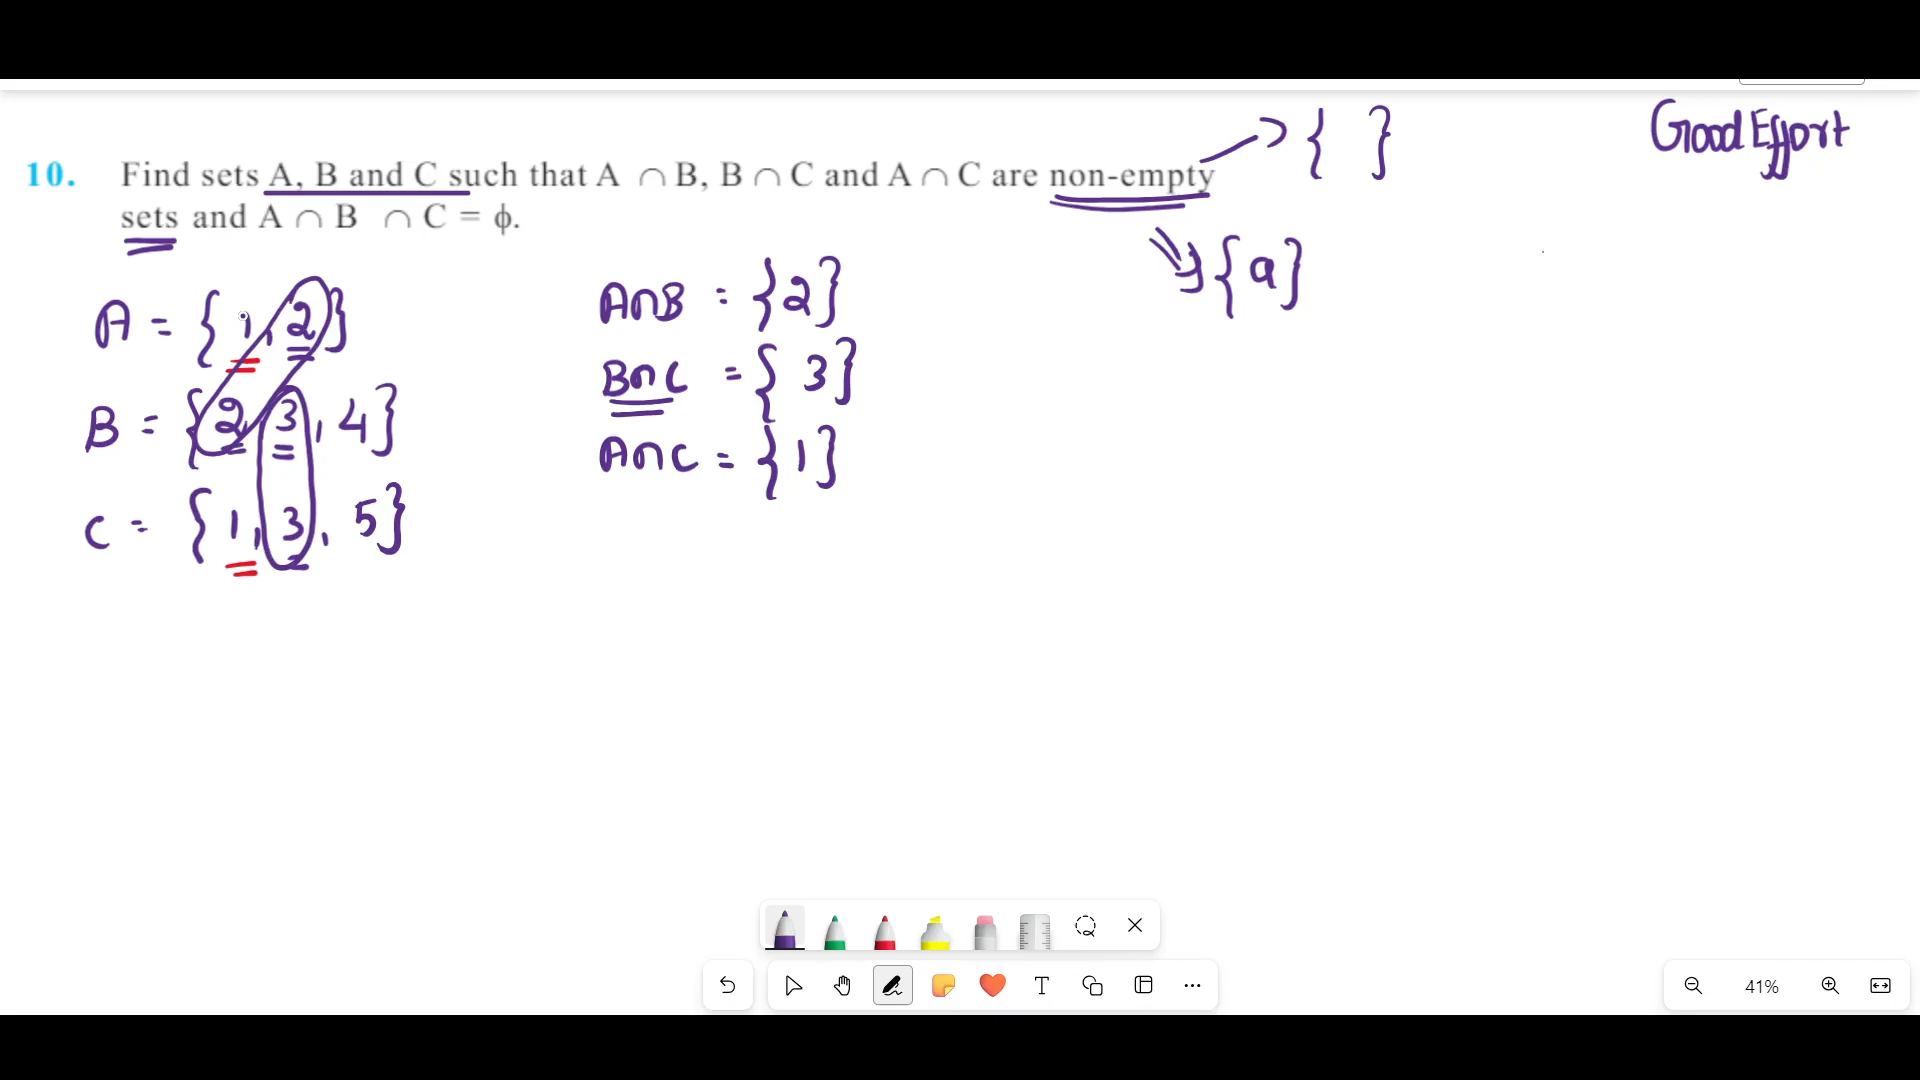 Good Effort
{ }
10. Find sets A, B and C such that A ∩ B, B ∩ C and A ∩ C are non-empty
sets and A ∩ B ∩ C = ϕ.
{a}
A = {1, 2}
B = {2, 3, 4}
C = {1, 3, 5}
A∩B = {2}
B∩C = {3}
A∩C = {1}
41%